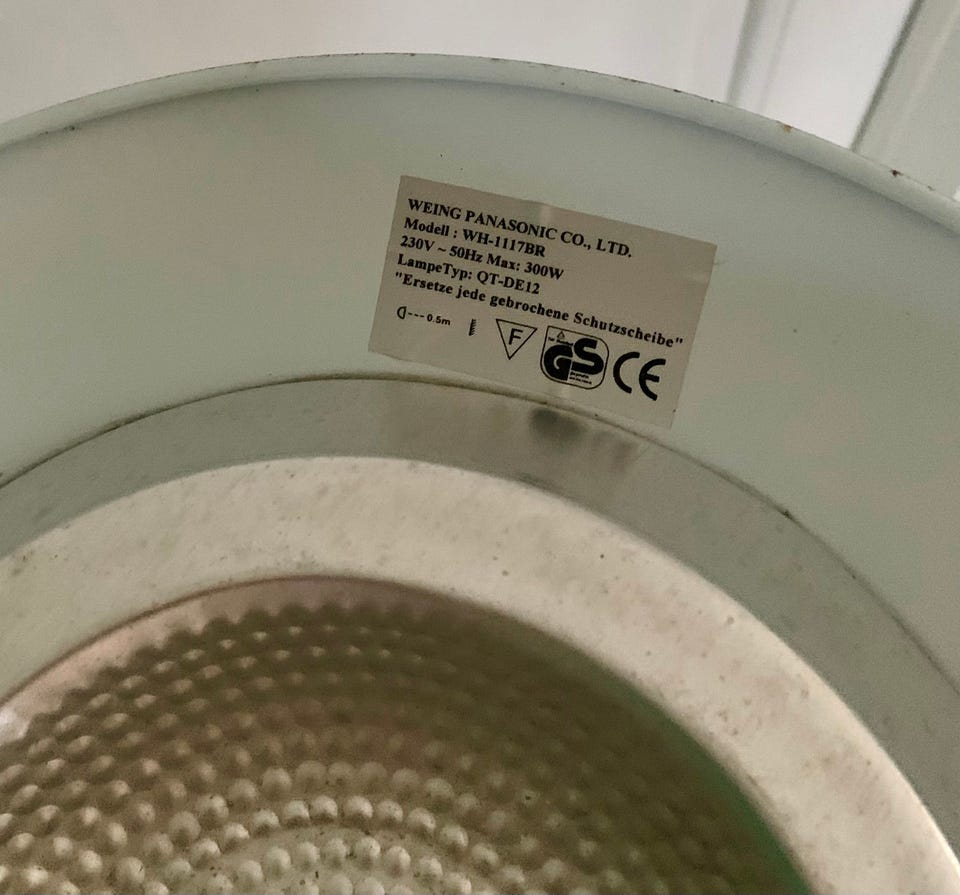 WEING PANASONIC CO., LTD.
Modell : WH-1117BR
230V ~ 50Hz Max: 300W
LampeTyp: QT-DE12
"Ersetze jede gebrochene Schutzscheibe"
0.5m
F
GS
CE